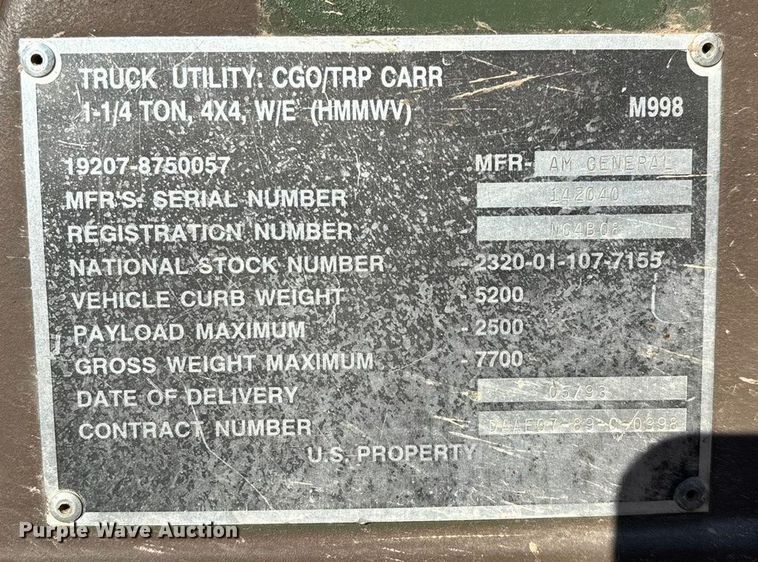 TRUCK UTILITY: CGO/TRP CARR
1-1/4 TON, 4X4, W/E (HMMWV) M998
19207-8750057 MFR- AM GENERAL
MFR'S- SERIAL NUMBER 142040
REGISTRATION NUMBER
NATIONAL STOCK NUMBER - 2320-01-107-7155
VEHICLE CURB WEIGHT - 5200
PAYLOAD MAXIMUM - 2500
GROSS WEIGHT MAXIMUM - 7700
DATE OF DELIVERY 05/93
CONTRACT NUMBER
U.S. PROPERTY
Purple Wave Auction